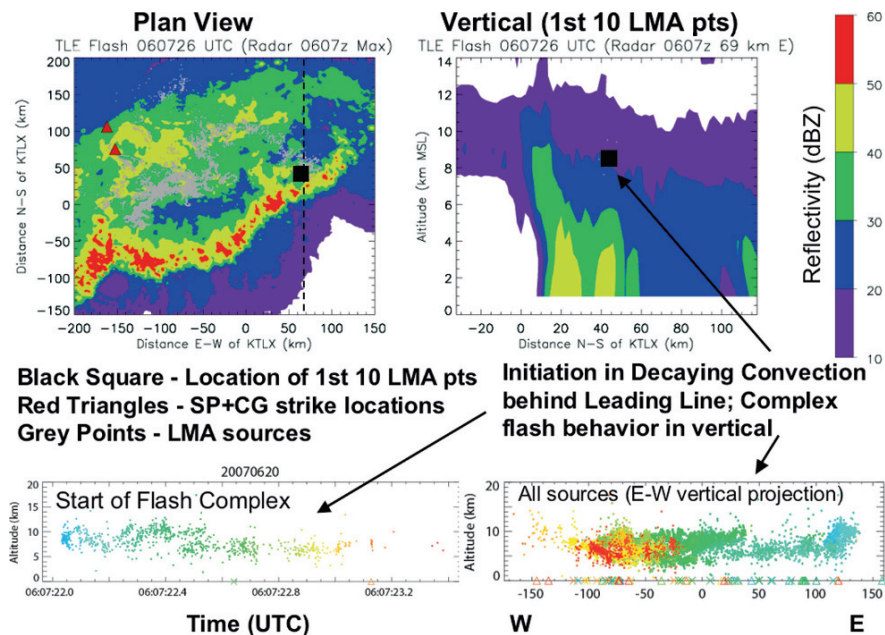 Plan View
TLE Flash 060726 UTC (Radar 0607z Max)
Distance N-S of KTLX (km)
200
150
100
50
0
-50
-100
-150
-200 -150 -100 -50 0 50 100 150
Distance E-W of KTLX (km)
Vertical (1st 10 LMA pts)
TLE Flash 060726 UTC (Radar 0607z 69 km E)
Altitude (km MSL)
14
12
10
8
6
4
2
0
-20 0 20 40 60 80 100
Distance N-S of KTLX (km)
Reflectivity (dBZ)
60
50
40
30
20
10
Black Square - Location of 1st 10 LMA pts
Red Triangles - SP+CG strike locations
Grey Points - LMA sources
Initiation in Decaying Convection
behind Leading Line; Complex
flash behavior in vertical
20070620
Start of Flash Complex
Altitude (km)
20
15
10
5
0
06:07:22.0 06:07:22.4 06:07:22.8 06:07:23.2
Time (UTC)
All sources (E-W vertical projection)
Altitude (km)
20
10
0
-150 -100 -50 0 50 100 150
W E